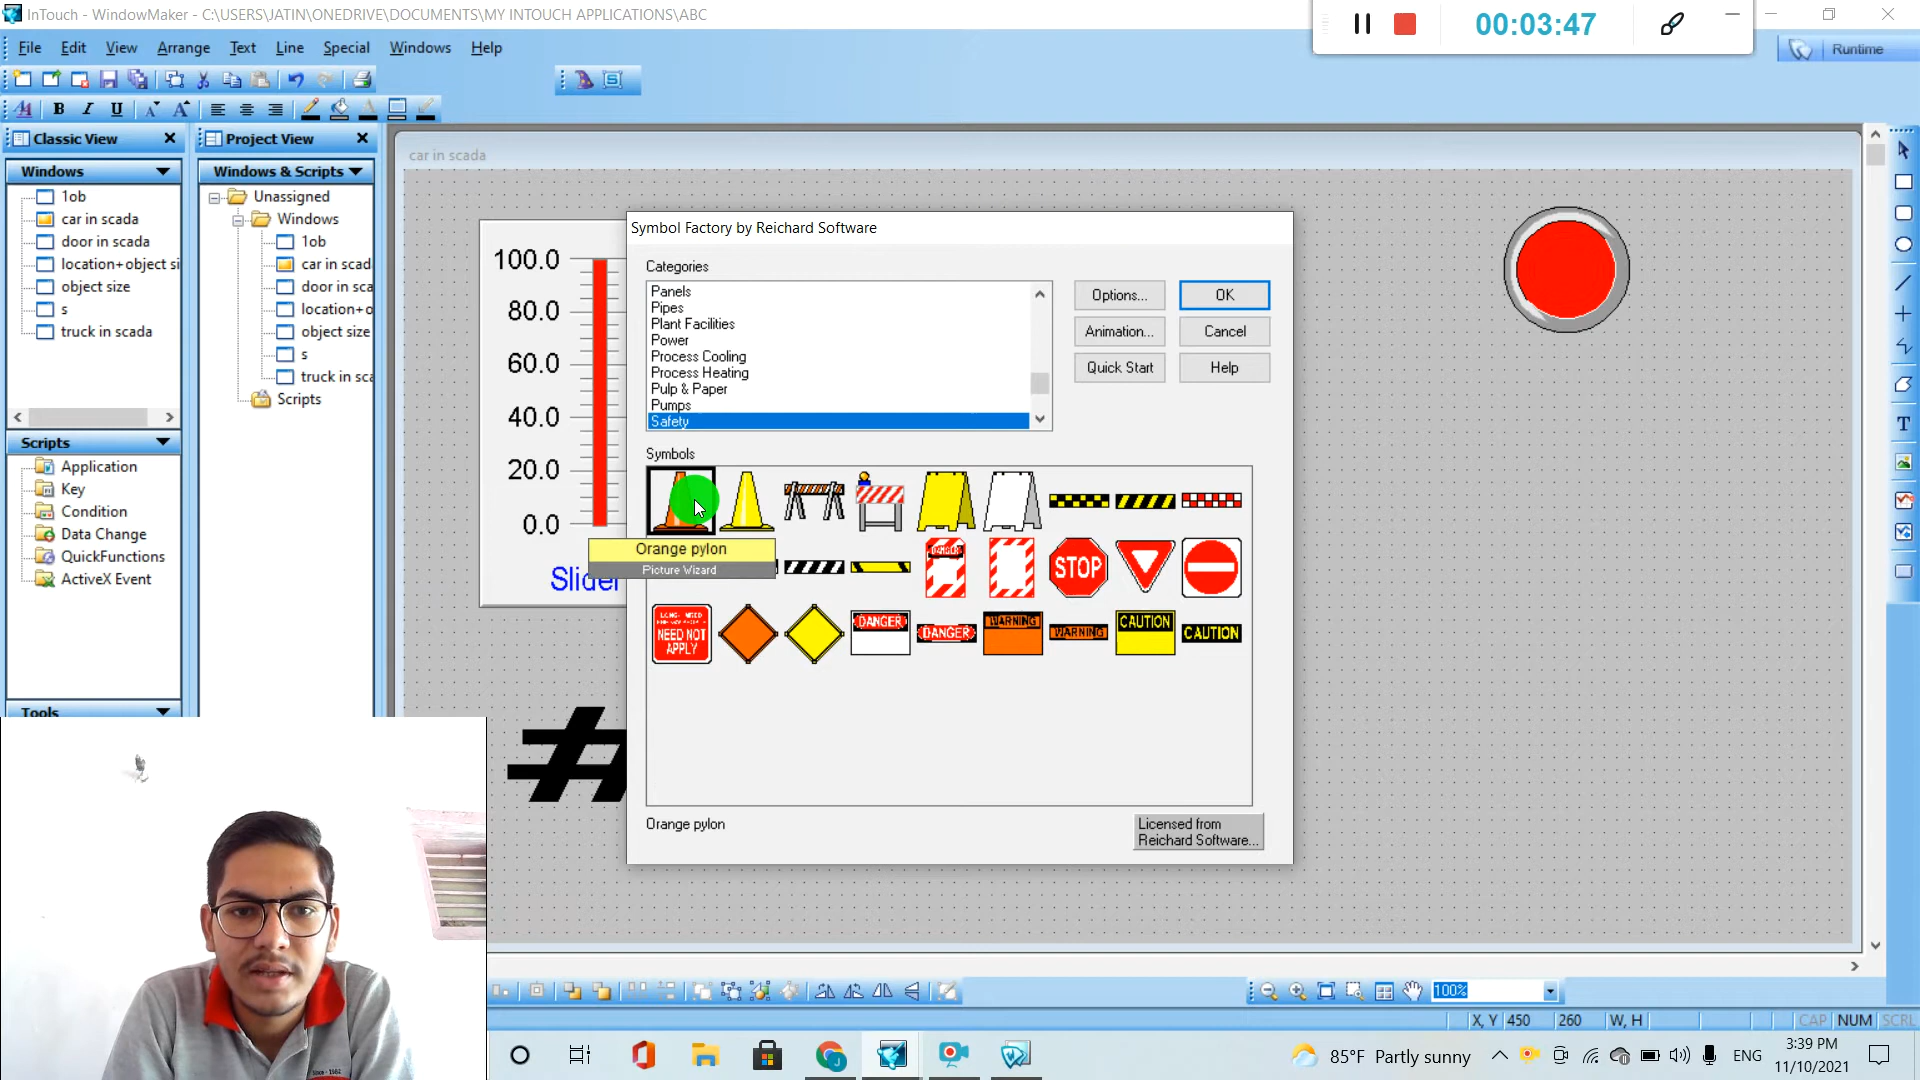 InTouch - WindowMaker - C:\USERS\JATIN\ONEDRIVE\DOCUMENTS\MY INTOUCH APPLICATIONS\ABC
00:03:47
File Edit View Arrange Text Line Special Windows Help
Runtime
B I U
Classic View
Project View
Windows
1ob
car in scada
door in scada
location+object si
object size
s
truck in scada
Scripts
Application
Key
Condition
Data Change
QuickFunctions
ActiveX Event
Tools
Windows & Scripts
Unassigned
Windows
1ob
car in scad
door in sca
location+o
object size
s
truck in sca
Scripts
car in scada
100.0
80.0
60.0
40.0
20.0
0.0
Slider
Symbol Factory by Reichard Software
Categories
Panels
Pipes
Plant Facilities
Power
Process Cooling
Process Heating
Pulp & Paper
Pumps
Safety
Options... OK
Animation... Cancel
Quick Start Help
Symbols
Orange pylon
Picture Wizard
DANGER
STOP
NEED NOT
APPLY
DANGER
DANGER
WARNING
WARNING
CAUTION
CAUTION
Orange pylon
Licensed from
Reichard Software...
T
100%
X, Y 450 260 W, H CAP NUM SCRL
85°F Partly sunny
ENG
3:39 PM
11/10/2021